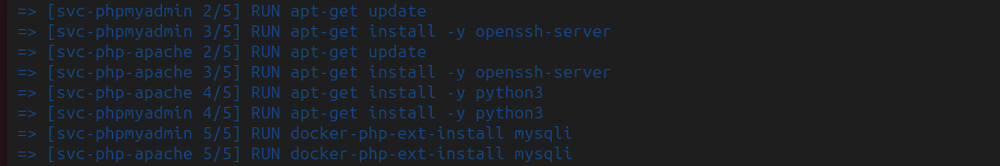 => [svc-phpmyadmin 2/5] RUN apt-get update
=> [svc-phpmyadmin 3/5] RUN apt-get install -y openssh-server
=> [svc-php-apache 2/5] RUN apt-get update
=> [svc-php-apache 3/5] RUN apt-get install -y openssh-server
=> [svc-php-apache 4/5] RUN apt-get install -y python3
=> [svc-phpmyadmin 4/5] RUN apt-get install -y python3
=> [svc-phpmyadmin 5/5] RUN docker-php-ext-install mysqli
=> [svc-php-apache 5/5] RUN docker-php-ext-install mysqli